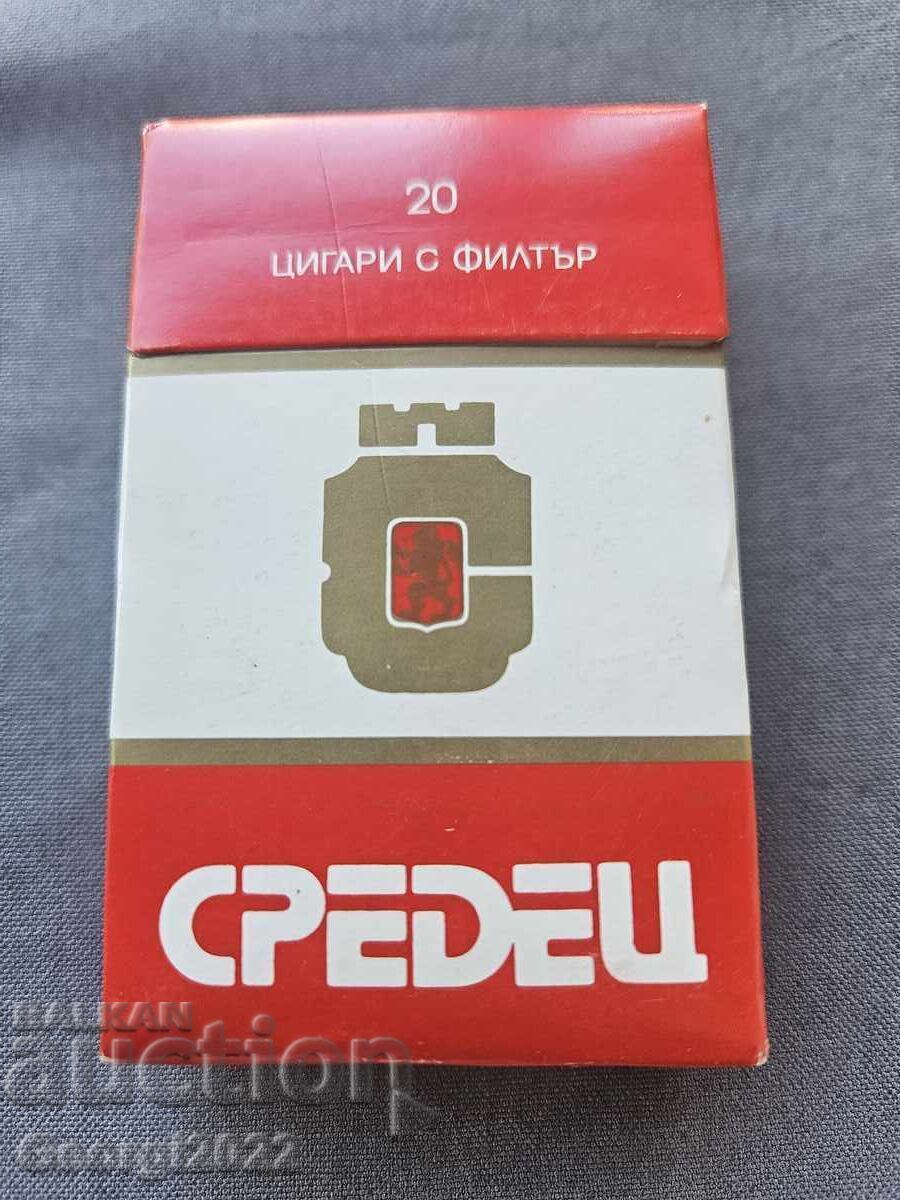 20
ЦИГАРИ С ФИЛТЪР
СРЕДЕЦ
BALKAN
auction
Georgi2022